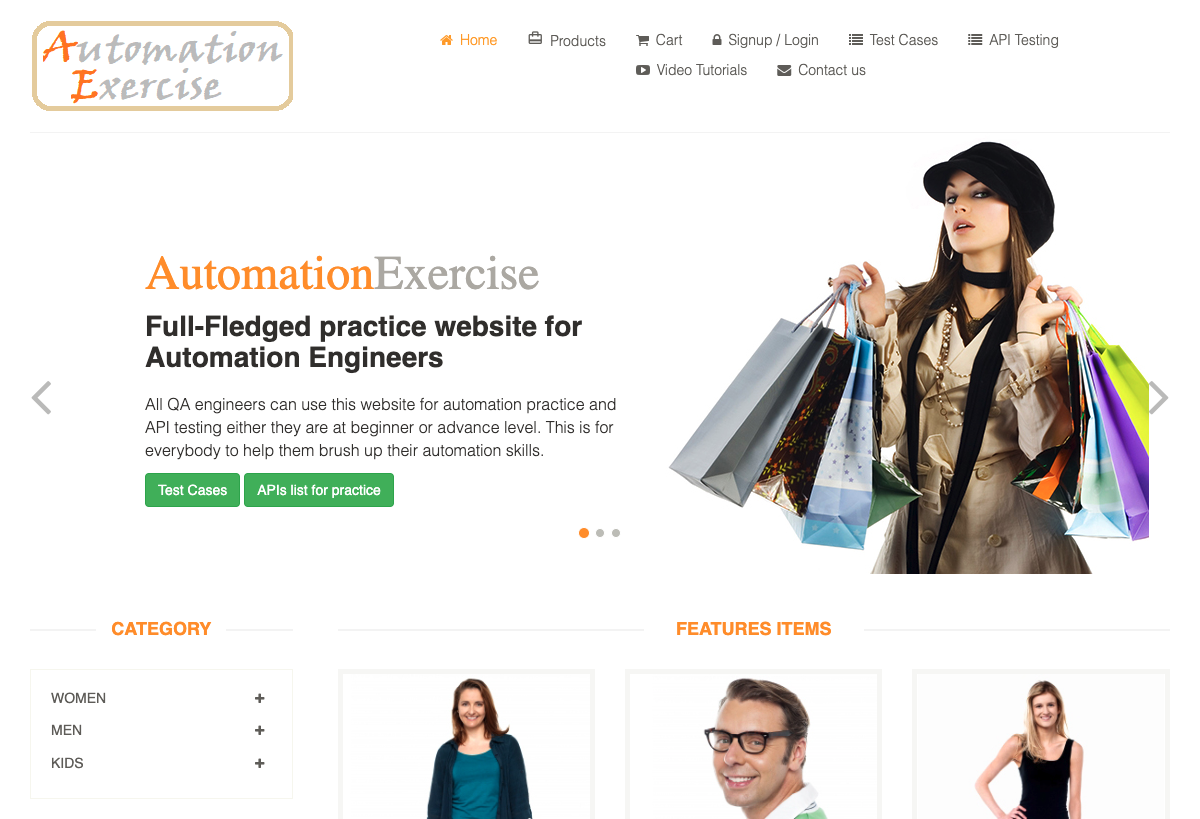 Automation
Exercise
Home Products Cart Signup / Login Test Cases API Testing
Video Tutorials Contact us
AutomationExercise
Full-Fledged practice website for
Automation Engineers
All QA engineers can use this website for automation practice and
API testing either they are at beginner or advance level. This is for
everybody to help them brush up their automation skills.
Test Cases APIs list for practice
CATEGORY
WOMEN
MEN
KIDS
FEATURES ITEMS